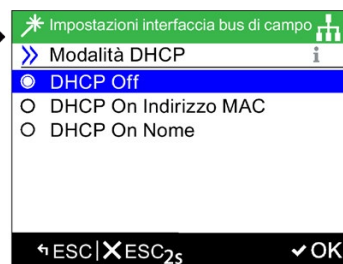 Impostazioni interfaccia bus di campo
Modalità DHCP
DHCP Off
DHCP On Indirizzo MAC
DHCP On Nome
ESC|ESC2s OK